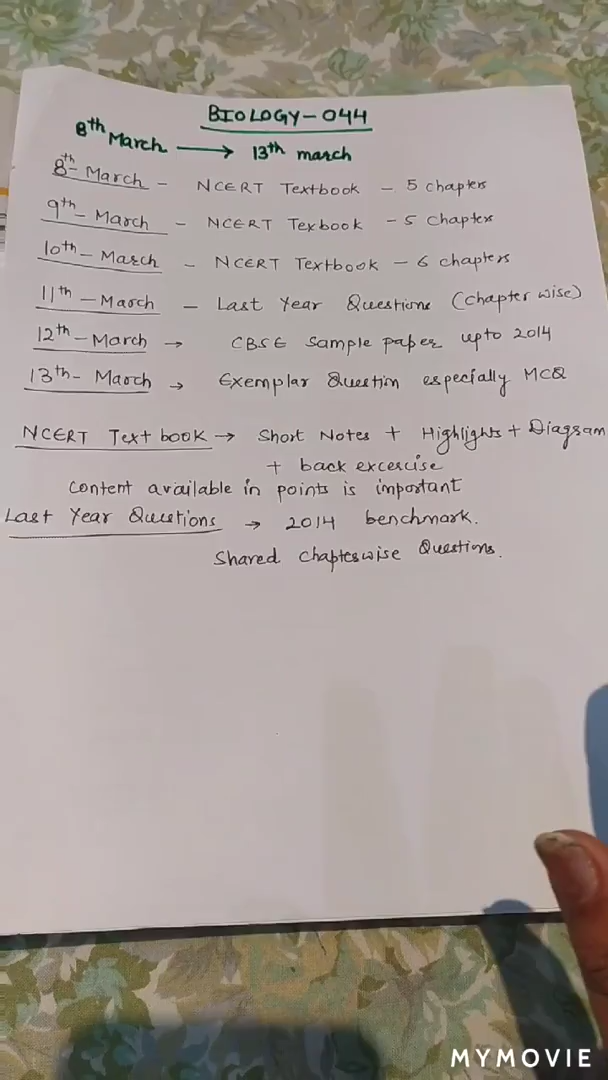 BIOLOGY-044
8th March → 13th march
8th - March - NCERT Textbook - 5 chapters
9th - March - NCERT Texbook - 5 Chapters
10th - March - NCERT Textbook - 6 chapters
11th - March - Last Year Questions (chapter wise)
12th - March → CBSE Sample paper upto 2014
13th - March → Exemplar Question especially MCQ
NCERT Text book → Short Notes + Highlights + Diagram
+ back excercise
Content available in points is important
Last Year Questions → 2014 benchmark.
Shared Chapterswise Questions.
MYMOVIE